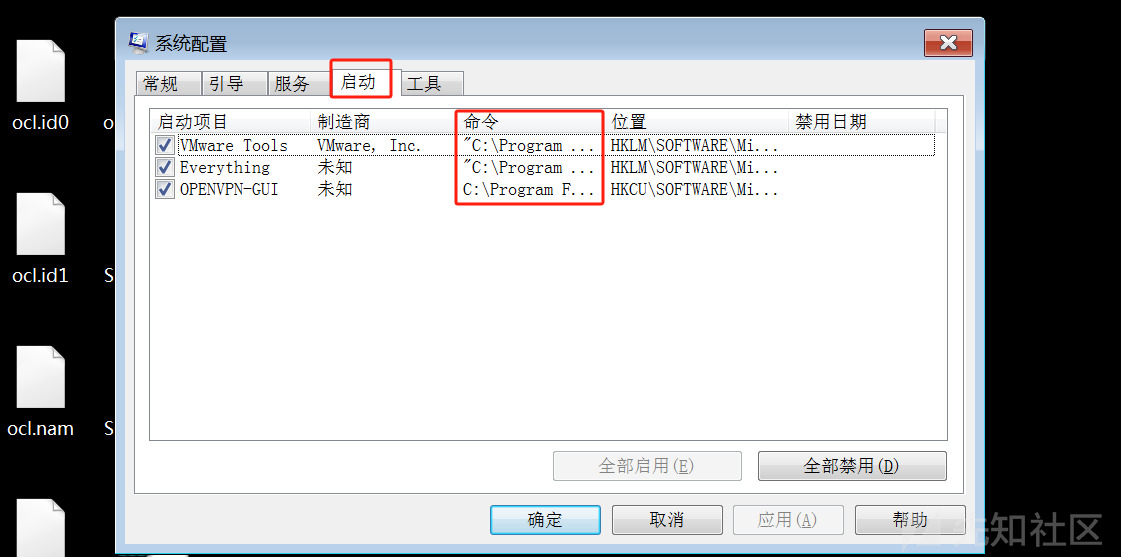 系统配置
常规 引导 服务 启动 工具
启动项目 制造商 命令 位置 禁用日期
VMware Tools VMware, Inc. "C:\Program ... HKLM\SOFTWARE\Mi...
Everything 未知 "C:\Program ... HKLM\SOFTWARE\Mi...
OPENVPN-GUI 未知 C:\Program F... HKCU\SOFTWARE\Mi...
全部启用(E) 全部禁用(D)
确定 取消 应用(A) 帮助
ocl.id0 o
ocl.id1 S
ocl.nam S
先知社区